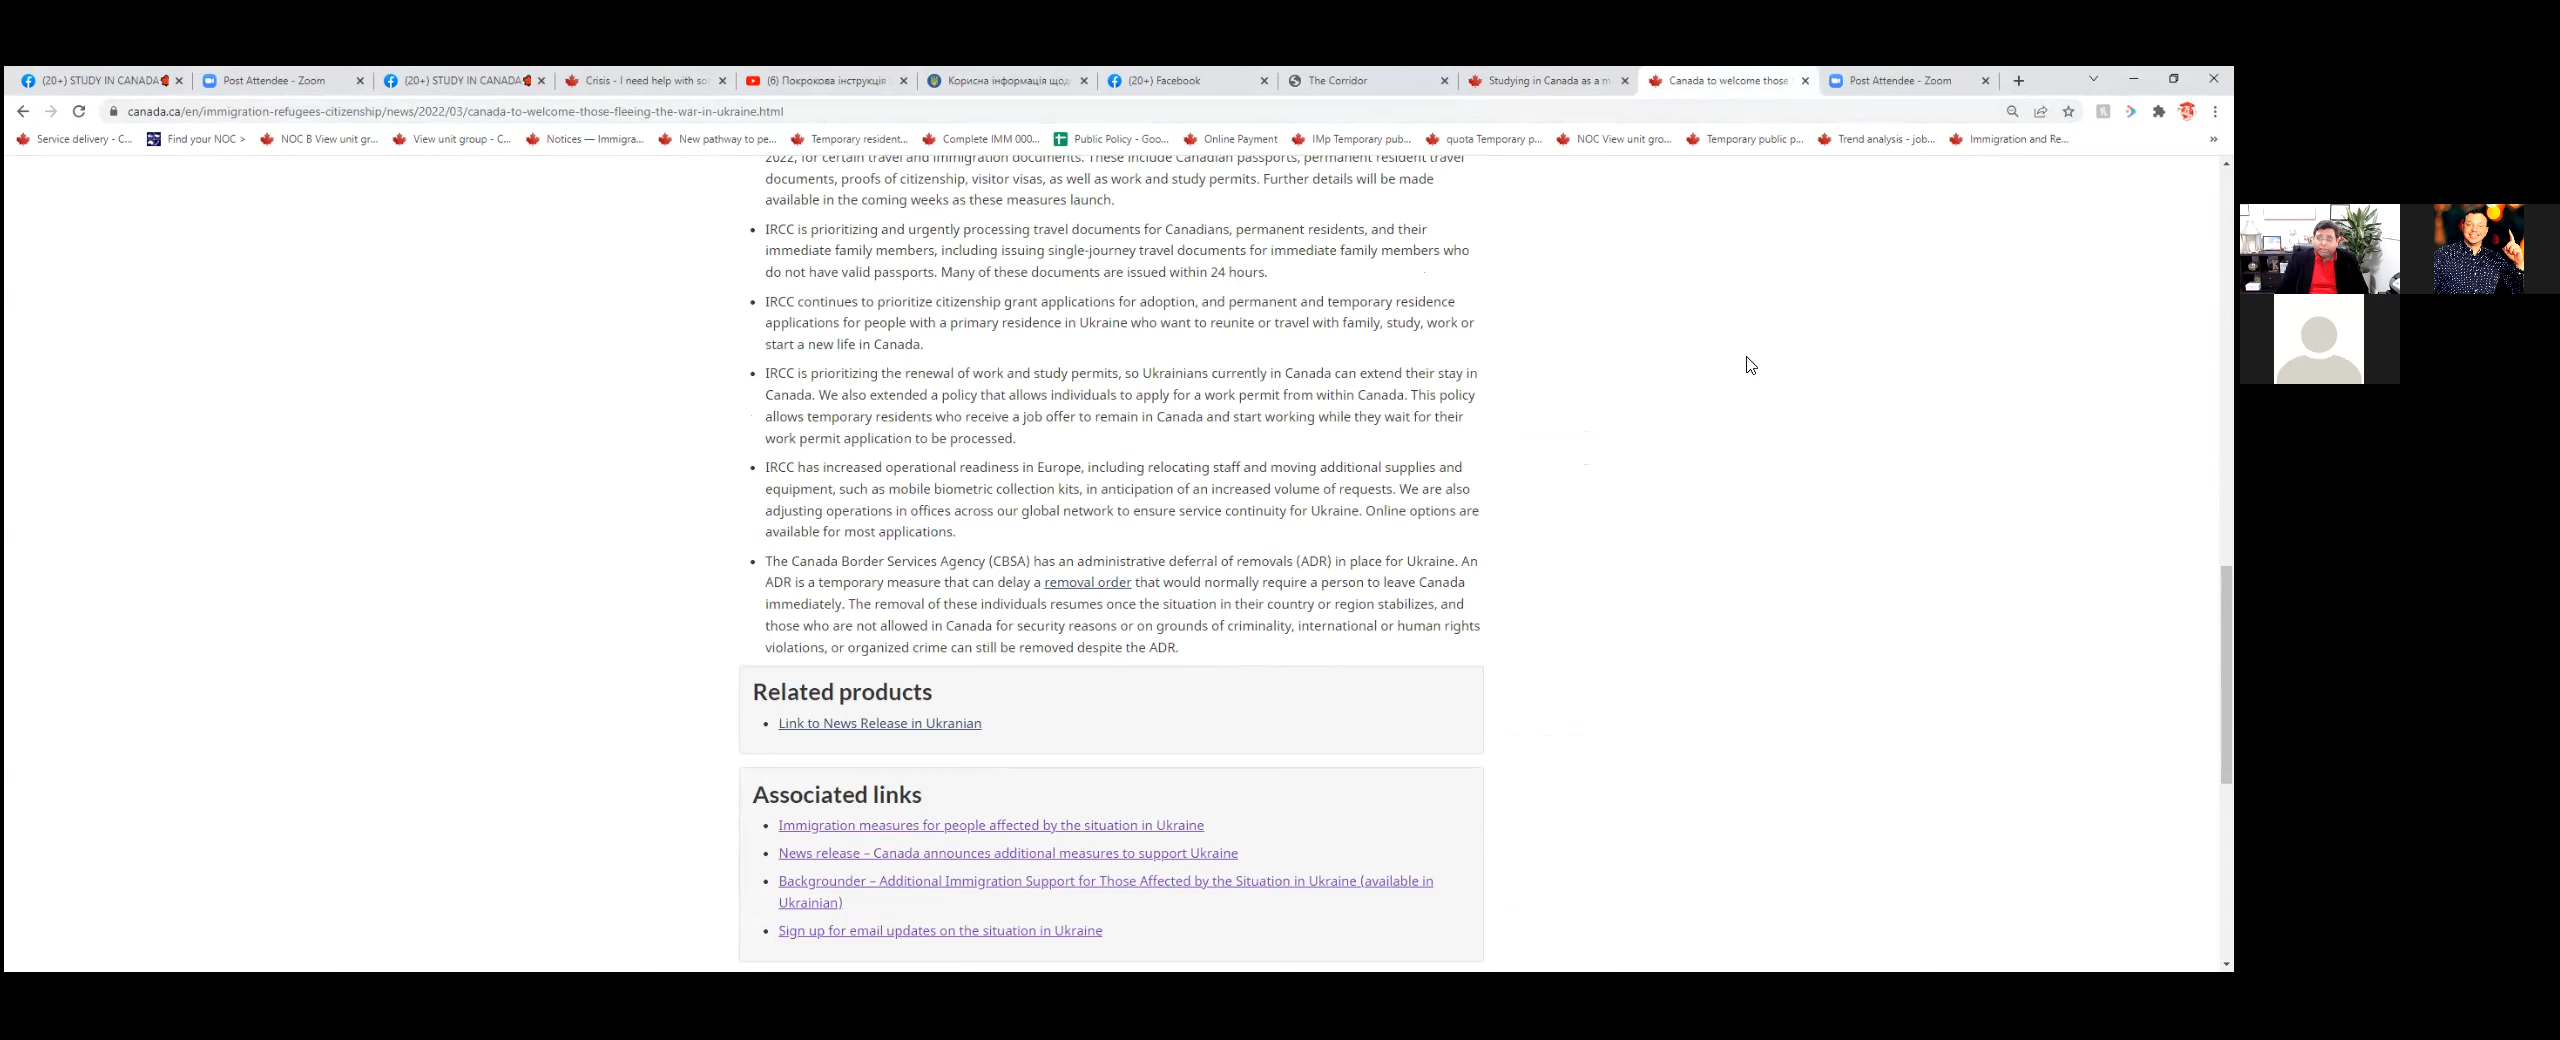 (20+) STUDY IN CANADA
Post Attendee - Zoom
(20+) STUDY IN CANADA
Crisis - I need help with so
(6) Покрокова інструкція
Корисна інформація щод
(20+) Facebook
The Corridor
Studying in Canada as a m
Canada to welcome those
Post Attendee - Zoom
canada.ca/en/immigration-refugees-citizenship/news/2022/03/canada-to-welcome-those-fleeing-the-war-in-ukraine.html
Service delivery - C...
Find your NOC >
NOC B View unit gr...
View unit group - C...
Notices — Immigra...
New pathway to pe...
Temporary resident...
Complete IMM 000...
Public Policy - Goo...
Online Payment
IMp Temporary pub...
quota Temporary p...
NOC View unit gro...
Temporary public p...
Trend analysis - job...
Immigration and Re...
»
2022, for certain travel and immigration documents. These include Canadian passports, permanent resident travel
documents, proofs of citizenship, visitor visas, as well as work and study permits. Further details will be made
available in the coming weeks as these measures launch.
• IRCC is prioritizing and urgently processing travel documents for Canadians, permanent residents, and their
immediate family members, including issuing single-journey travel documents for immediate family members who
do not have valid passports. Many of these documents are issued within 24 hours.
• IRCC continues to prioritize citizenship grant applications for adoption, and permanent and temporary residence
applications for people with a primary residence in Ukraine who want to reunite or travel with family, study, work or
start a new life in Canada.
• IRCC is prioritizing the renewal of work and study permits, so Ukrainians currently in Canada can extend their stay in
Canada. We also extended a policy that allows individuals to apply for a work permit from within Canada. This policy
allows temporary residents who receive a job offer to remain in Canada and start working while they wait for their
work permit application to be processed.
• IRCC has increased operational readiness in Europe, including relocating staff and moving additional supplies and
equipment, such as mobile biometric collection kits, in anticipation of an increased volume of requests. We are also
adjusting operations in offices across our global network to ensure service continuity for Ukraine. Online options are
available for most applications.
• The Canada Border Services Agency (CBSA) has an administrative deferral of removals (ADR) in place for Ukraine. An
ADR is a temporary measure that can delay a removal order that would normally require a person to leave Canada
immediately. The removal of these individuals resumes once the situation in their country or region stabilizes, and
those who are not allowed in Canada for security reasons or on grounds of criminality, international or human rights
violations, or organized crime can still be removed despite the ADR.
Related products
• Link to News Release in Ukranian
Associated links
• Immigration measures for people affected by the situation in Ukraine
• News release – Canada announces additional measures to support Ukraine
• Backgrounder – Additional Immigration Support for Those Affected by the Situation in Ukraine (available in
Ukrainian)
• Sign up for email updates on the situation in Ukraine